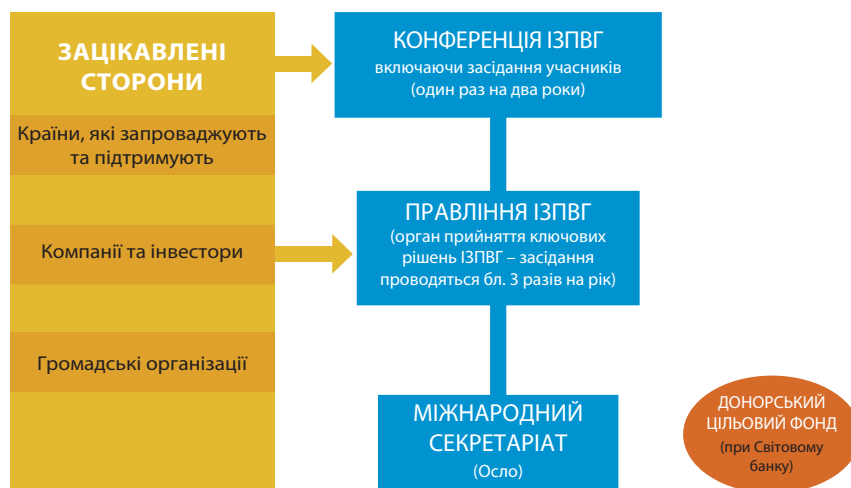 ЗАЦІКАВЛЕНІ
СТОРОНИ
Країни, які запроваджують
та підтримують
Компанії та інвестори
Громадські організації
КОНФЕРЕНЦІЯ ІЗПВГ
включаючи засідання учасників
(один раз на два роки)
ПРАВЛІННЯ ІЗПВГ
(орган прийняття ключових
рішень ІЗПВГ – засідання
проводяться бл. 3 разів на рік)
МІЖНАРОДНИЙ
СЕКРЕТАРІАТ
(Осло)
ДОНОРСЬКИЙ
ЦІЛЬОВИЙ ФОНД
(при Світовому
банку)